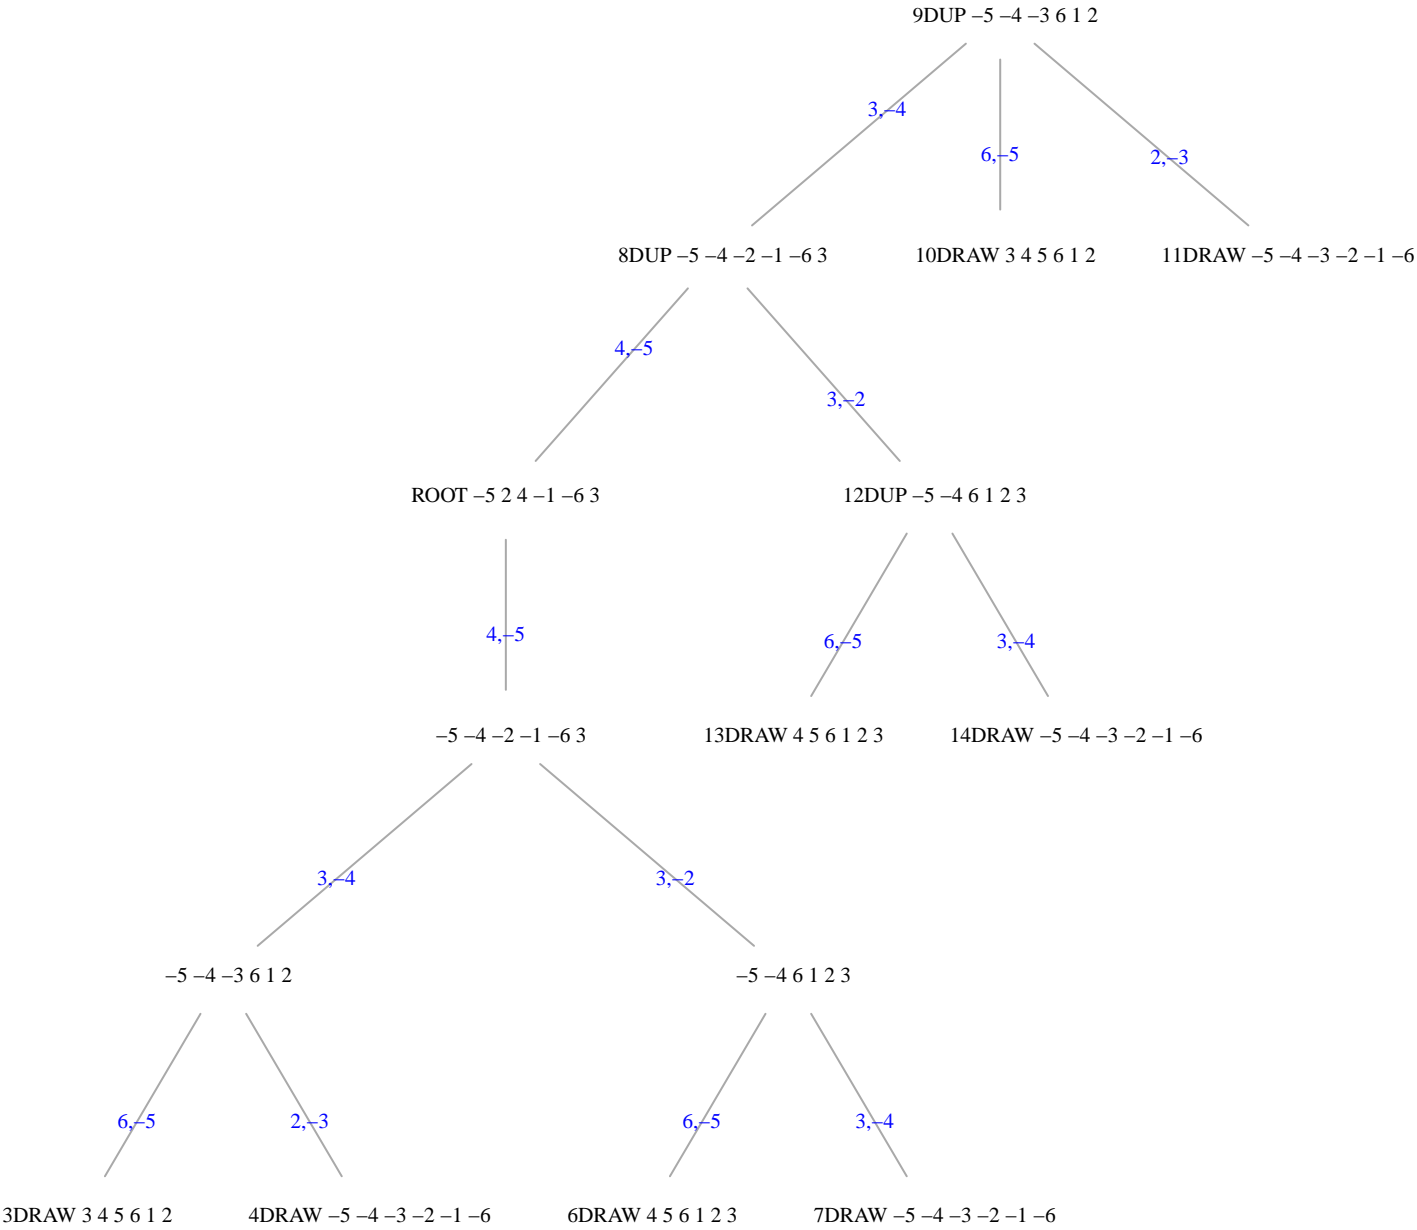 9DUP –5 –4 –3 6 1 2
3,–4
6,–5
2,–3
8DUP –5 –4 –2 –1 –6 3
10DRAW 3 4 5 6 1 2
11DRAW –5 –4 –3 –2 –1 –6
4,–5
3,–2
ROOT –5 2 4 –1 –6 3
12DUP –5 –4 6 1 2 3
4,–5
6,–5
3,–4
–5 –4 –2 –1 –6 3
13DRAW 4 5 6 1 2 3
14DRAW –5 –4 –3 –2 –1 –6
3,–4
3,–2
–5 –4 –3 6 1 2
–5 –4 6 1 2 3
6,–5
2,–3
6,–5
3,–4
3DRAW 3 4 5 6 1 2
4DRAW –5 –4 –3 –2 –1 –6
6DRAW 4 5 6 1 2 3
7DRAW –5 –4 –3 –2 –1 –6